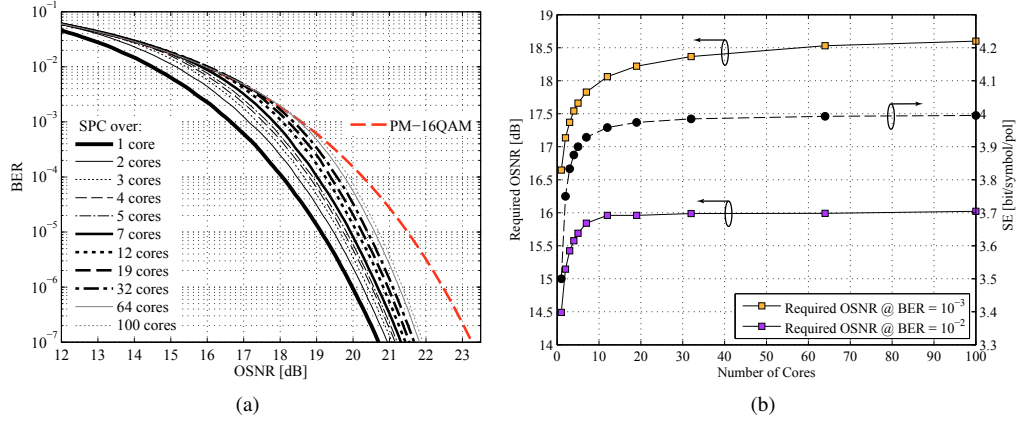 10⁻¹
10⁻²
10⁻³
10⁻⁴
10⁻⁵
10⁻⁶
10⁻⁷
BER
SPC over:
1 core
2 cores
3 cores
4 cores
5 cores
7 cores
12 cores
19 cores
32 cores
64 cores
100 cores
PM−16QAM
12 13 14 15 16 17 18 19 20 21 22 23
OSNR [dB]
(a)
19
18.5
18
17.5
17
16.5
16
15.5
15
14.5
14
Required OSNR [dB]
4.2
4.1
4
3.9
3.8
3.7
3.6
3.5
3.4
3.3
SE [bit/symbol/pol]
Required OSNR @ BER = 10⁻³
Required OSNR @ BER = 10⁻²
0 10 20 30 40 50 60 70 80 90 100
Number of Cores
(b)